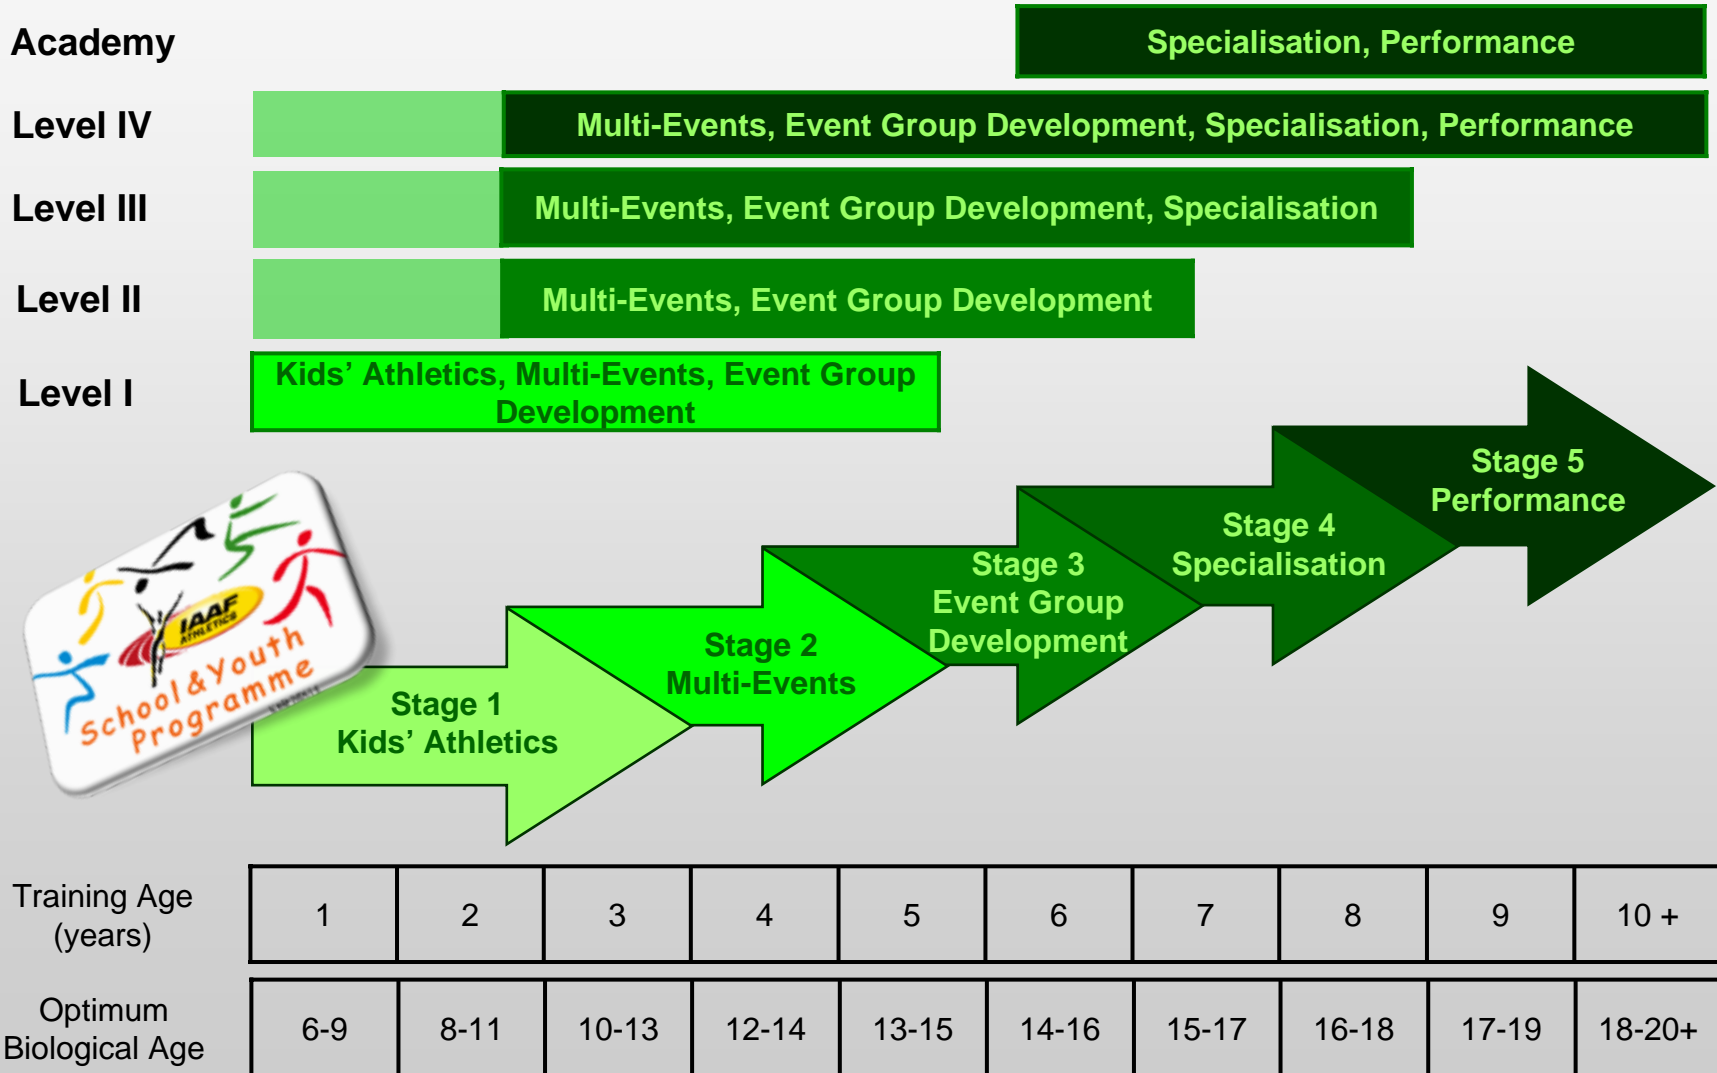 Academy
Specialisation, Performance
Level IV
Multi-Events, Event Group Development, Specialisation, Performance
Level III
Multi-Events, Event Group Development, Specialisation
Level II
Multi-Events, Event Group Development
Level I
Kids’ Athletics, Multi-Events, Event Group
Development
Stage 5
Performance
Stage 4
Specialisation
Stage 3
Event Group
Development
Stage 2
Multi-Events
Stage 1
Kids’ Athletics
IAAF
ATHLETICS
School & Youth
Programme
Training Age
(years)
1 2 3 4 5 6 7 8 9 10 +
Optimum
Biological Age
6-9 8-11 10-13 12-14 13-15 14-16 15-17 16-18 17-19 18-20+